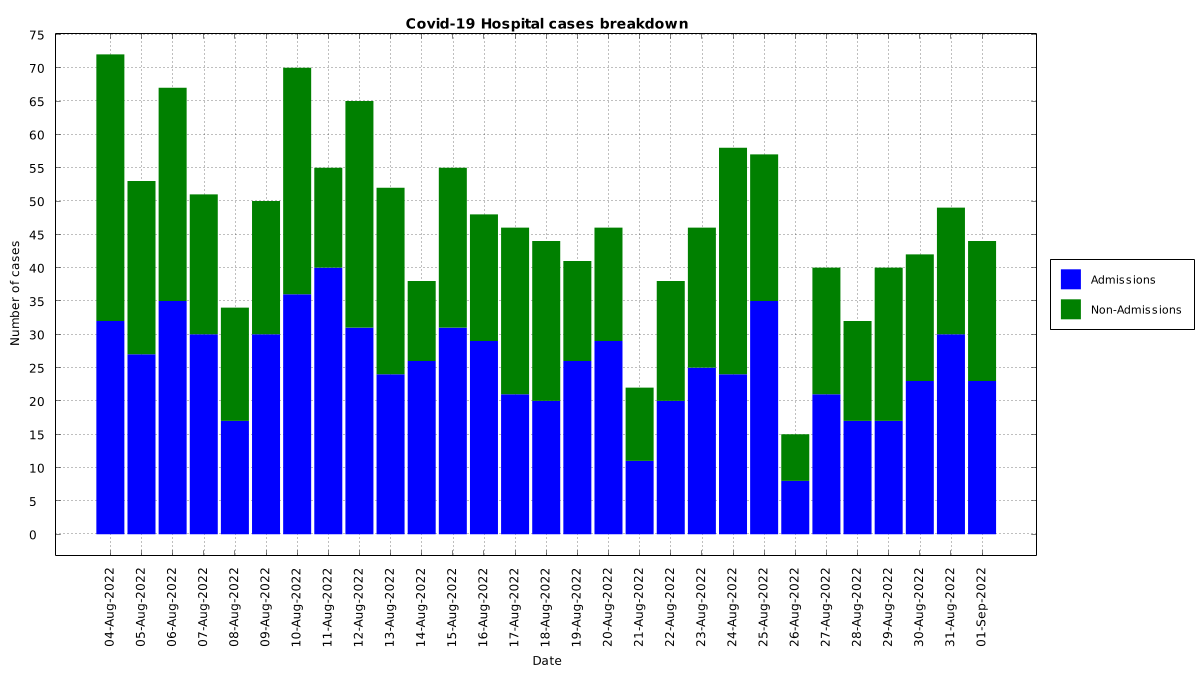 Covid-19 Hospital cases breakdown
75
70
65
60
55
50
45
40
35
30
25
20
15
10
5
0
Number of cases
04-Aug-2022
05-Aug-2022
06-Aug-2022
07-Aug-2022
08-Aug-2022
09-Aug-2022
10-Aug-2022
11-Aug-2022
12-Aug-2022
13-Aug-2022
14-Aug-2022
15-Aug-2022
16-Aug-2022
17-Aug-2022
18-Aug-2022
19-Aug-2022
20-Aug-2022
21-Aug-2022
22-Aug-2022
23-Aug-2022
24-Aug-2022
25-Aug-2022
26-Aug-2022
27-Aug-2022
28-Aug-2022
29-Aug-2022
30-Aug-2022
31-Aug-2022
01-Sep-2022
Date
Admissions
Non-Admissions